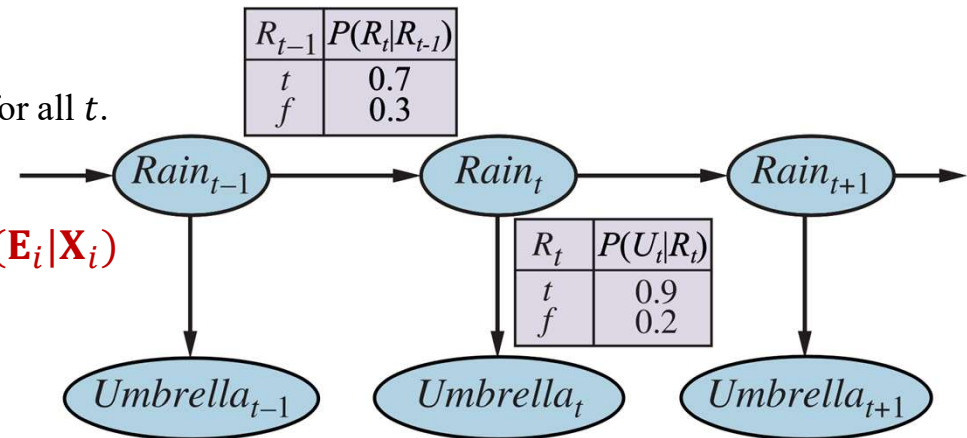 R_{t−1} P(R_t|R_{t-1})
t 0.7
f 0.3
for all t.
Rain_{t−1} Rain_t Rain_{t+1}
(E_i|X_i)
R_t P(U_t|R_t)
t 0.9
f 0.2
Umbrella_{t−1} Umbrella_t Umbrella_{t+1}